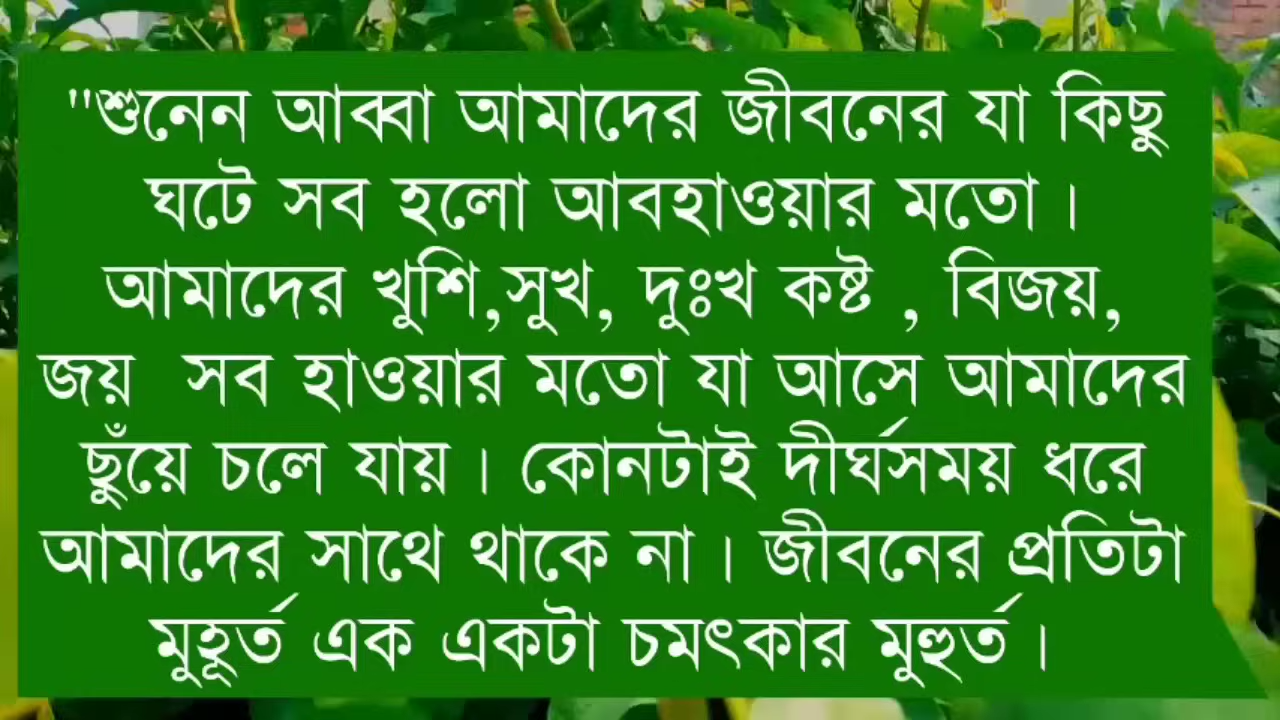 "শুনেন আব্বা আমাদের জীবনের যা কিছু
ঘটে সব হলো আবহাওয়ার মতো ।
আমাদের খুশি,সুখ, দুঃখ কষ্ট , বিজয়,
জয় সব হাওয়ার মতো যা আসে আমাদের
ছুঁয়ে চলে যায় । কোনটাই দীর্ঘসময় ধরে
আমাদের সাথে থাকে না । জীবনের প্রতিটা
মুহূর্ত এক একটা চমৎকার মুহুর্ত ।